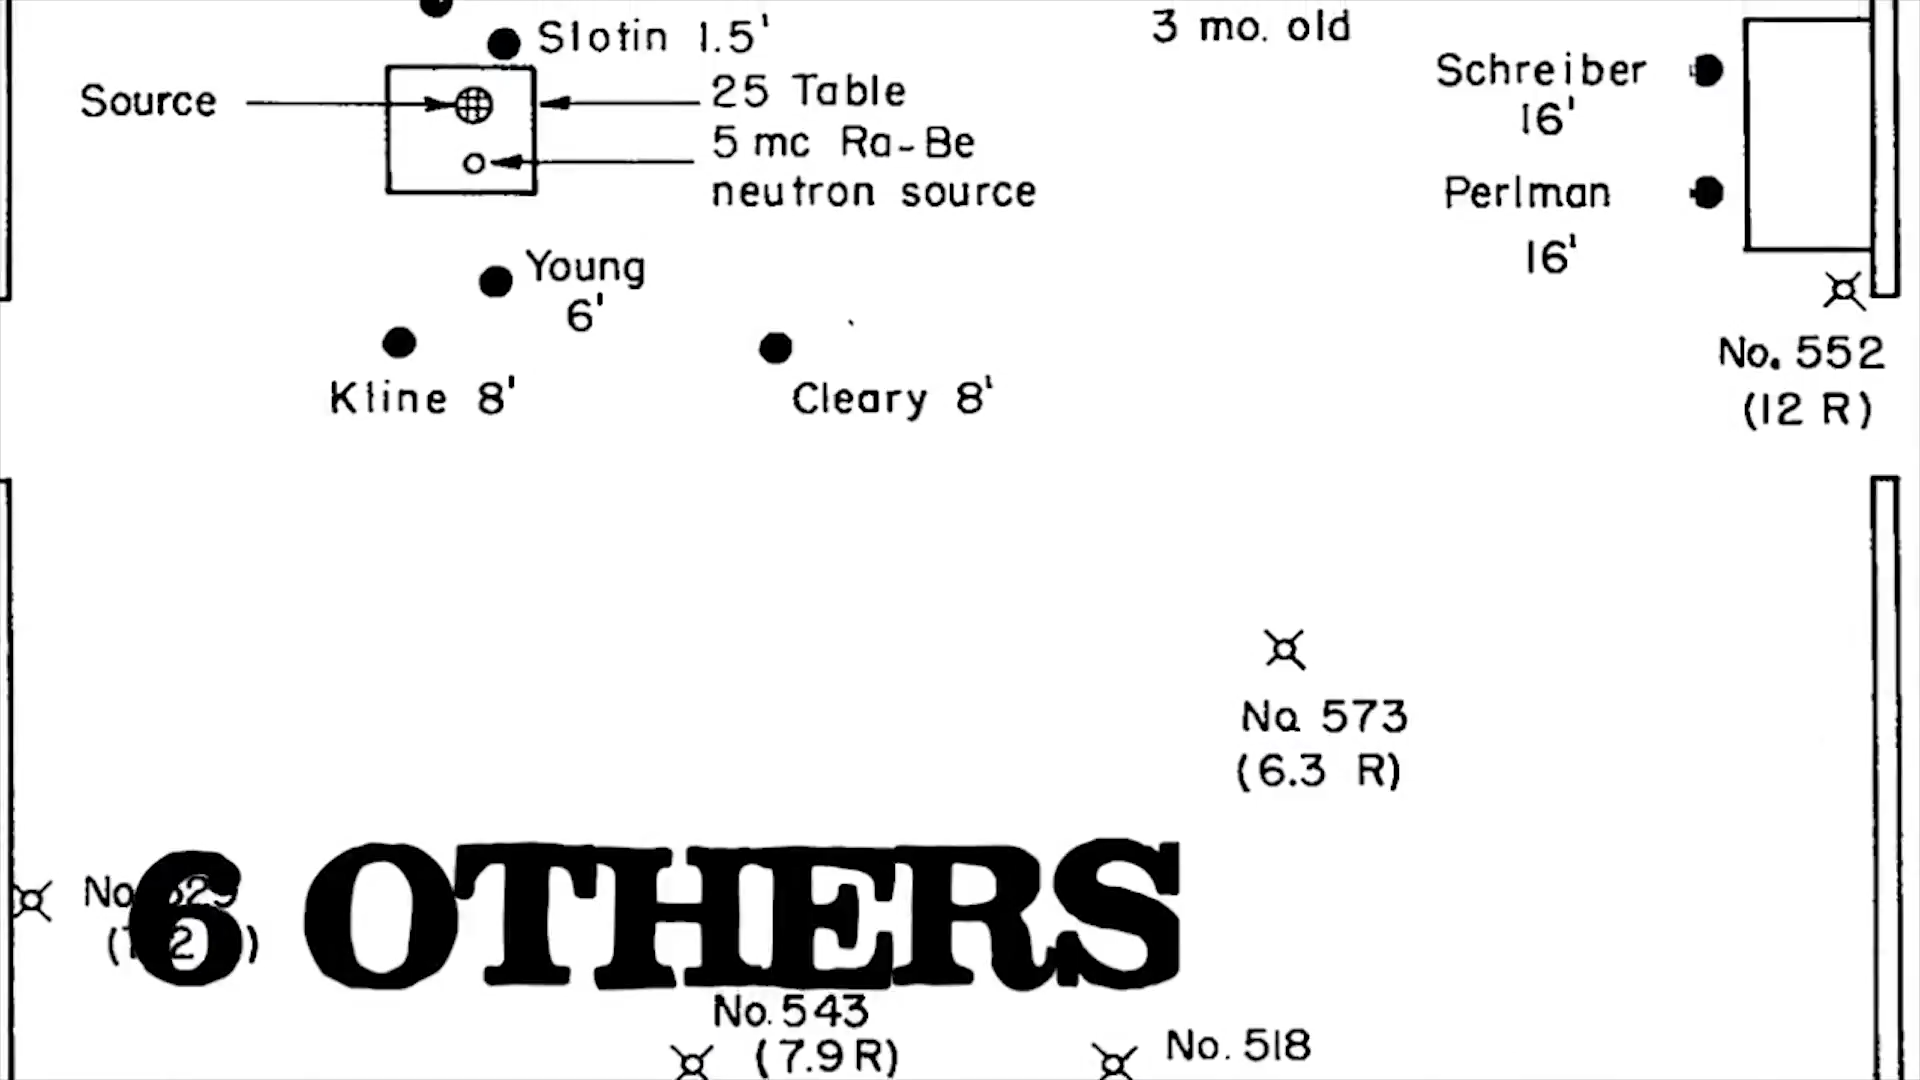 3 mo. old
Slotin 1.5'
Source
25 Table
5 mc Ra-Be
neutron source
Schreiber
16'
Perlman
16'
Young
6'
Kline 8'
Cleary 8'
No. 552
(12 R)
No. 573
(6.3 R)
No.
6 OTHERS
No. 543
(7.9 R)
No. 518